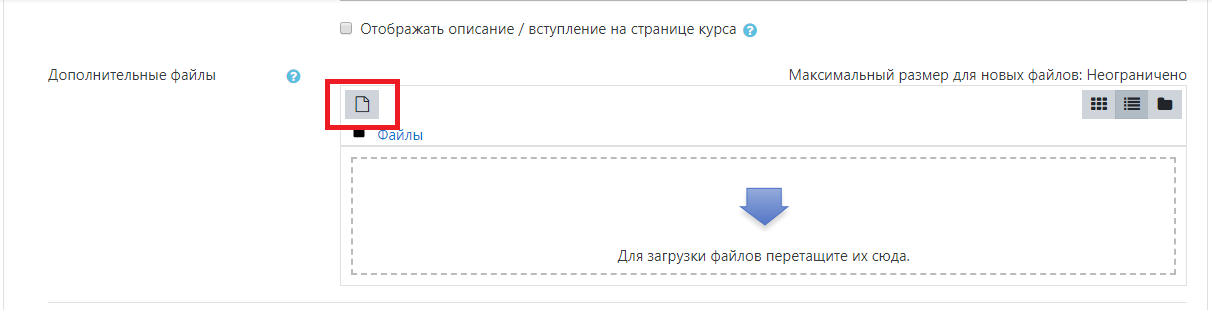 Отображать описание / вступление на странице курса
Дополнительные файлы
Максимальный размер для новых файлов: Неограничено
Файлы
Для загрузки файлов перетащите их сюда.